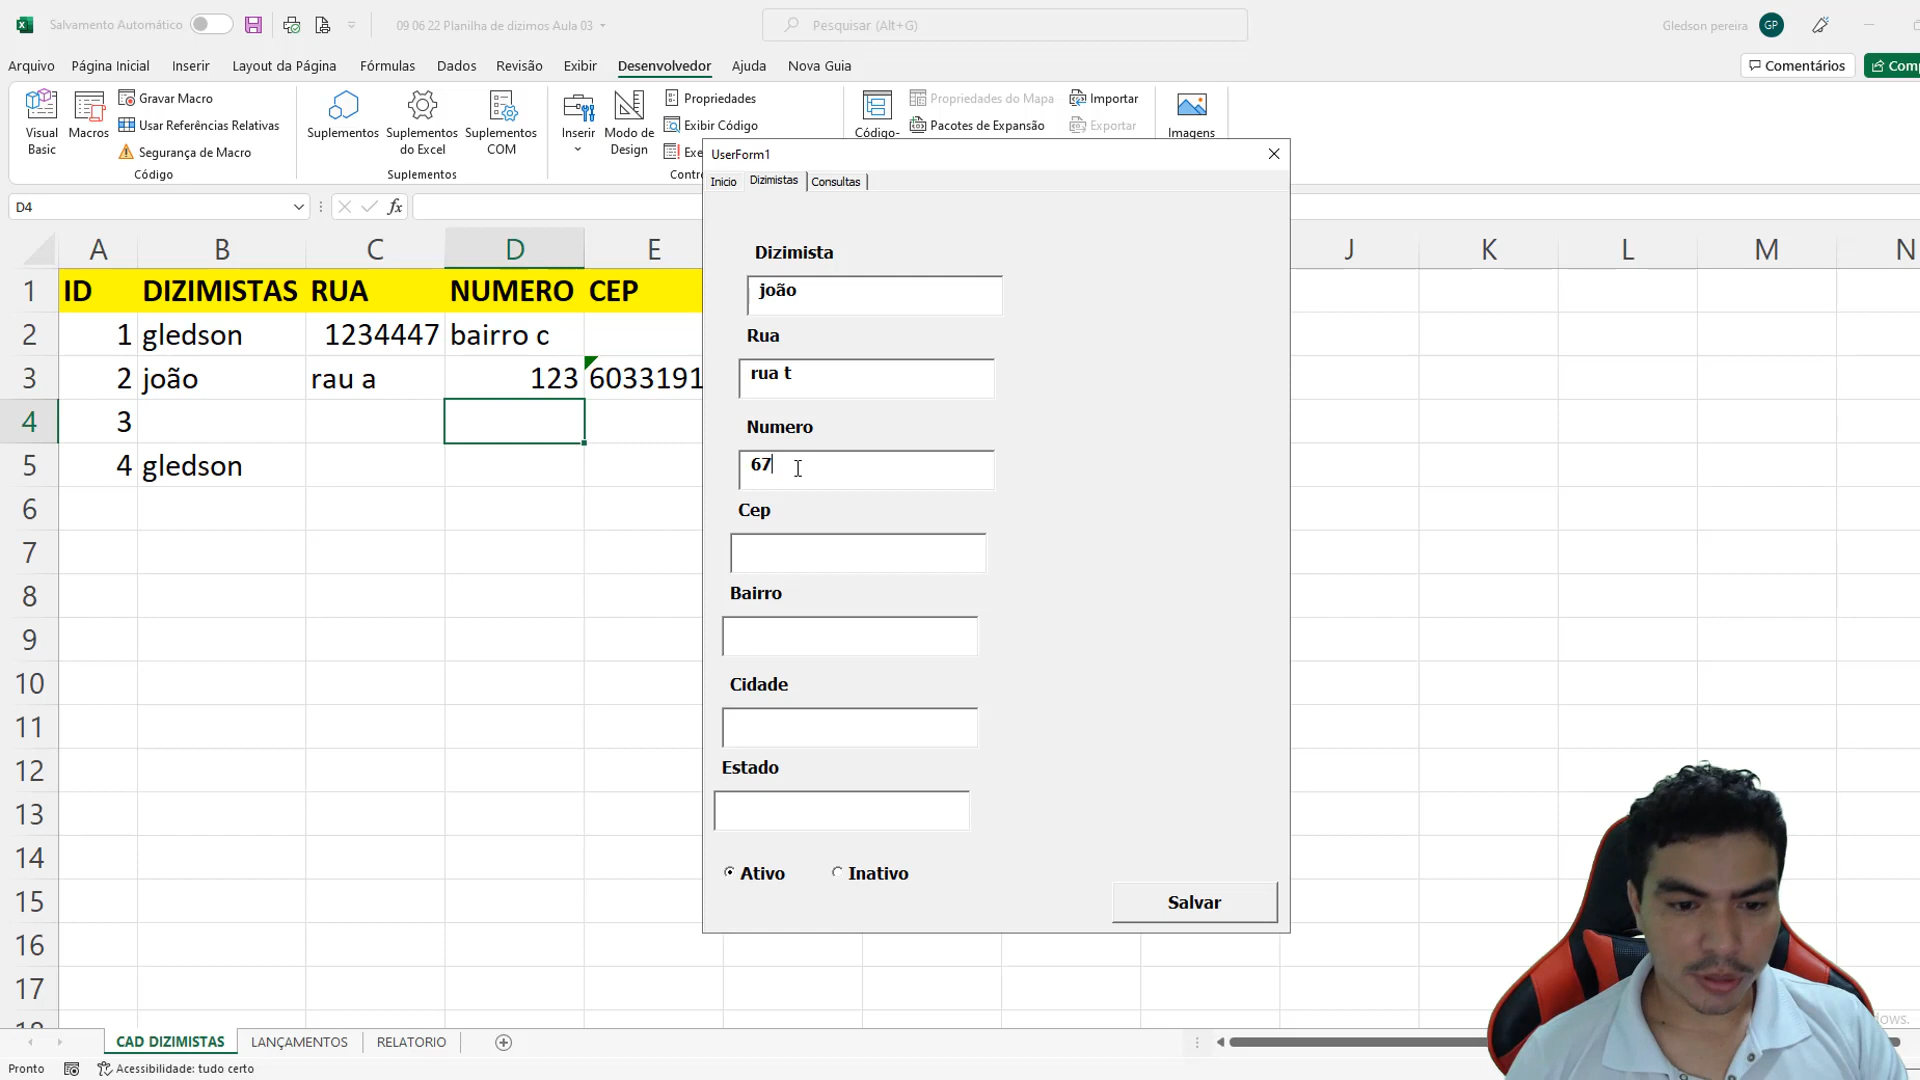 Salvamento Automático
09 06 22 Planilha de dizimos Aula 03
Pesquisar (Alt+G)
Gledson pereira
GP
Arquivo
Página Inicial
Inserir
Layout da Página
Fórmulas
Dados
Revisão
Exibir
Desenvolvedor
Ajuda
Nova Guia
Comentários
Visual Basic
Macros
Gravar Macro
Usar Referências Relativas
Segurança de Macro
Código
Suplementos
Suplementos do Excel
Suplementos COM
Suplementos
Inserir
Modo de Design
Propriedades
Exibir Código
Código-
Propriedades do Mapa
Pacotes de Expansão
Importar
Exportar
Imagens
D4
fx
A B C D E J K L M N
1 ID DIZIMISTAS RUA NUMERO CEP
2 1 gledson 1234447 bairro c
3 2 joão rau a 123 6033191
4 3
5 4 gledson
6
7
8
9
10
11
12
13
14
15
16
17
UserForm1
Inicio
Dizimistas
Consultas
Dizimista
joão
Rua
rua t
Numero
67
Cep
Bairro
Cidade
Estado
Ativo
Inativo
Salvar
CAD DIZIMISTAS
LANÇAMENTOS
RELATORIO
Pronto
Acessibilidade: tudo certo